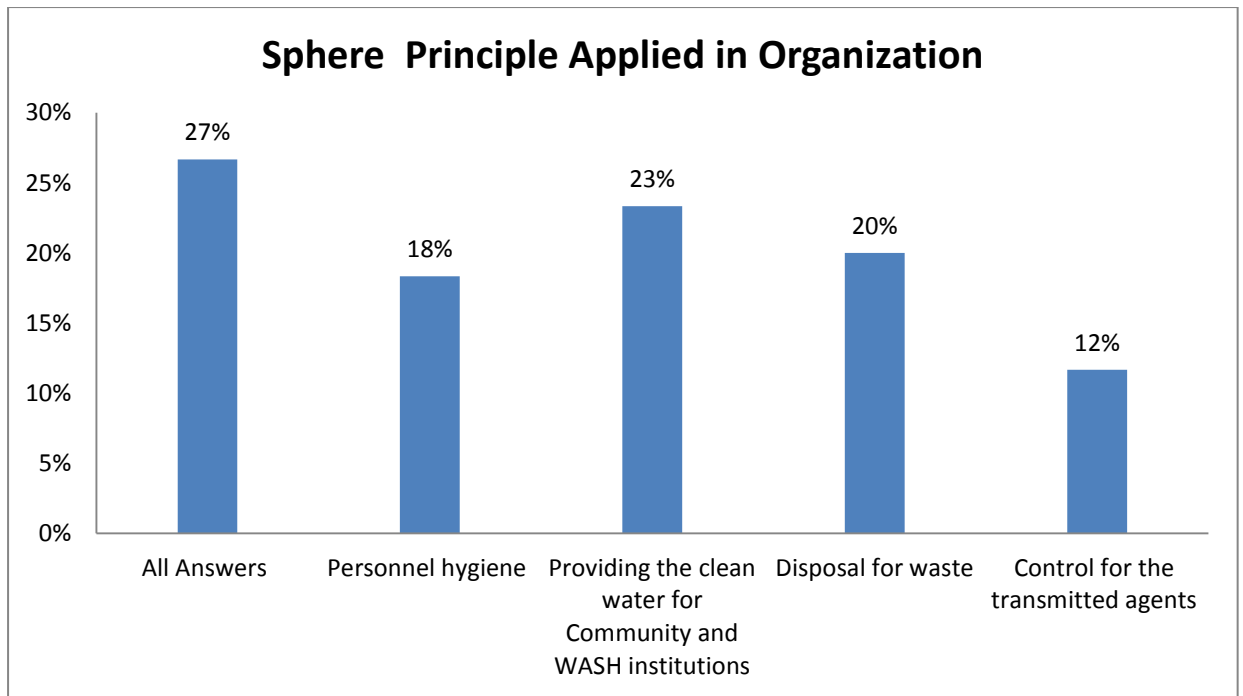 Sphere Principle Applied in Organization
30%
25%
20%
15%
10%
5%
0%
27%
18%
23%
20%
12%
All Answers
Personnel hygiene
Providing the clean
water for
Community and
WASH institutions
Disposal for waste
Control for the
transmitted agents